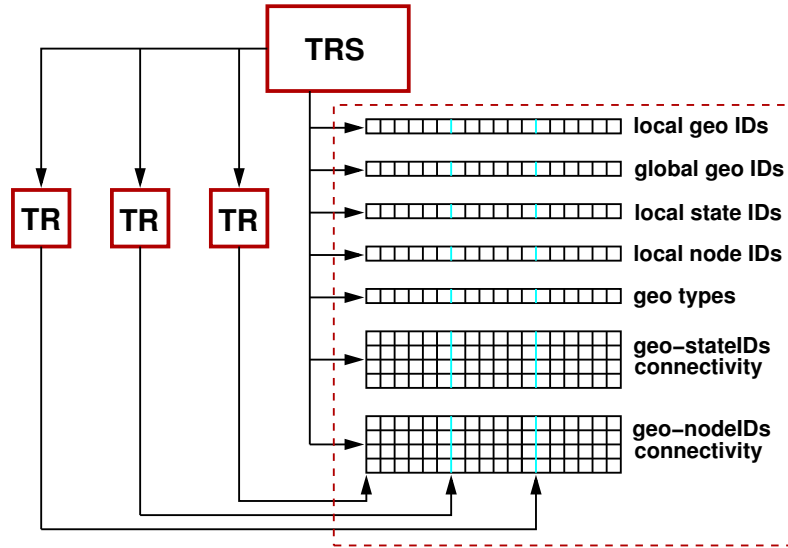 TRS
local geo IDs
global geo IDs
TR TR TR
local state IDs
local node IDs
geo types
geo−stateIDs
connectivity
geo−nodeIDs
connectivity